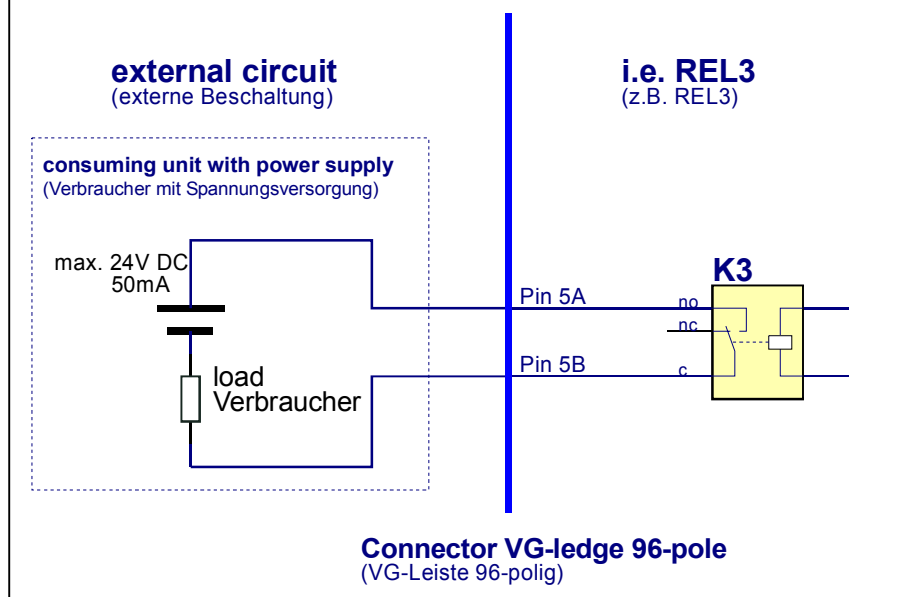 external circuit
(externe Beschaltung)
i.e. REL3
(z.B. REL3)
consuming unit with power supply
(Verbraucher mit Spannungsversorgung)
max. 24V DC
50mA
load
Verbraucher
Pin 5A
Pin 5B
K3
no
nc
c
Connector VG-ledge 96-pole
(VG-Leiste 96-polig)